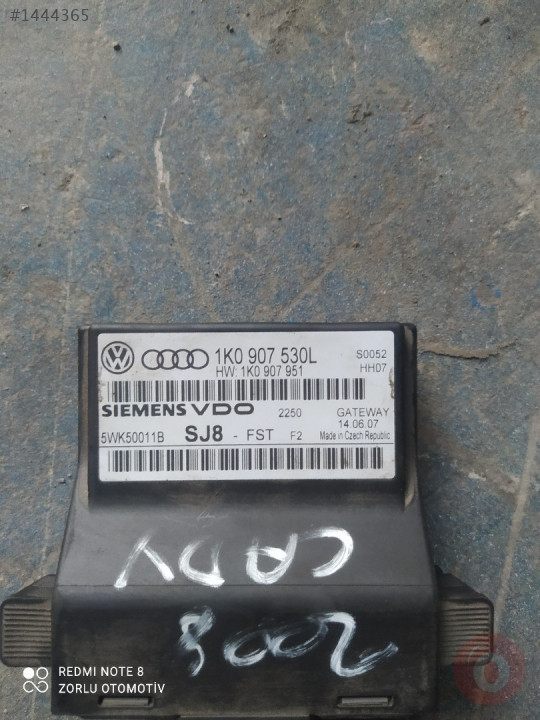 #1444365
1K0 907 530L
S0052
HW: 1K0 907 951
HH07
SIEMENS VDO 2250 GATEWAY
14.06.07
5WK50011B SJ8 - FST F2 Made in Czech Republic
CADY
2008
REDMI NOTE 8
ZORLU OTOMOTİV